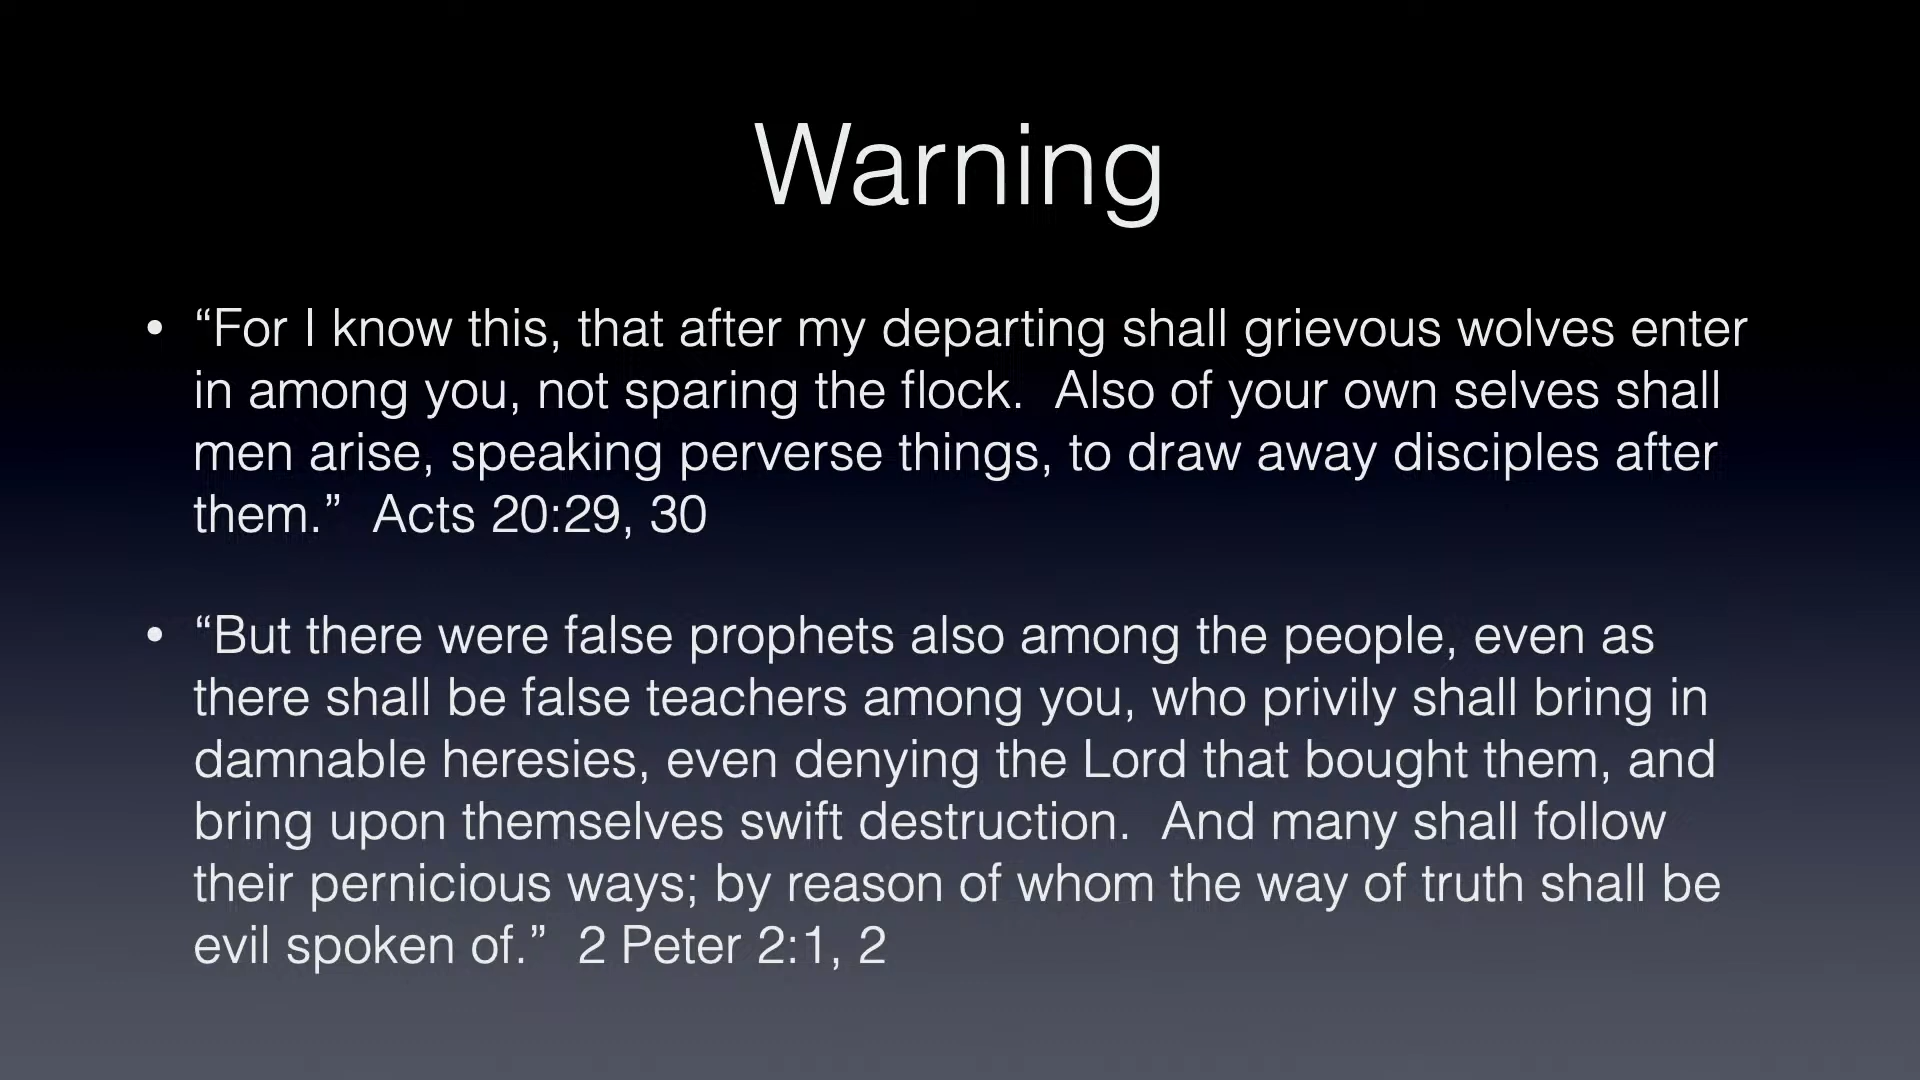 Warning
• “For I know this, that after my departing shall grievous wolves enter
in among you, not sparing the flock.  Also of your own selves shall
men arise, speaking perverse things, to draw away disciples after
them.”  Acts 20:29, 30
• “But there were false prophets also among the people, even as
there shall be false teachers among you, who privily shall bring in
damnable heresies, even denying the Lord that bought them, and
bring upon themselves swift destruction.  And many shall follow
their pernicious ways; by reason of whom the way of truth shall be
evil spoken of.”  2 Peter 2:1, 2